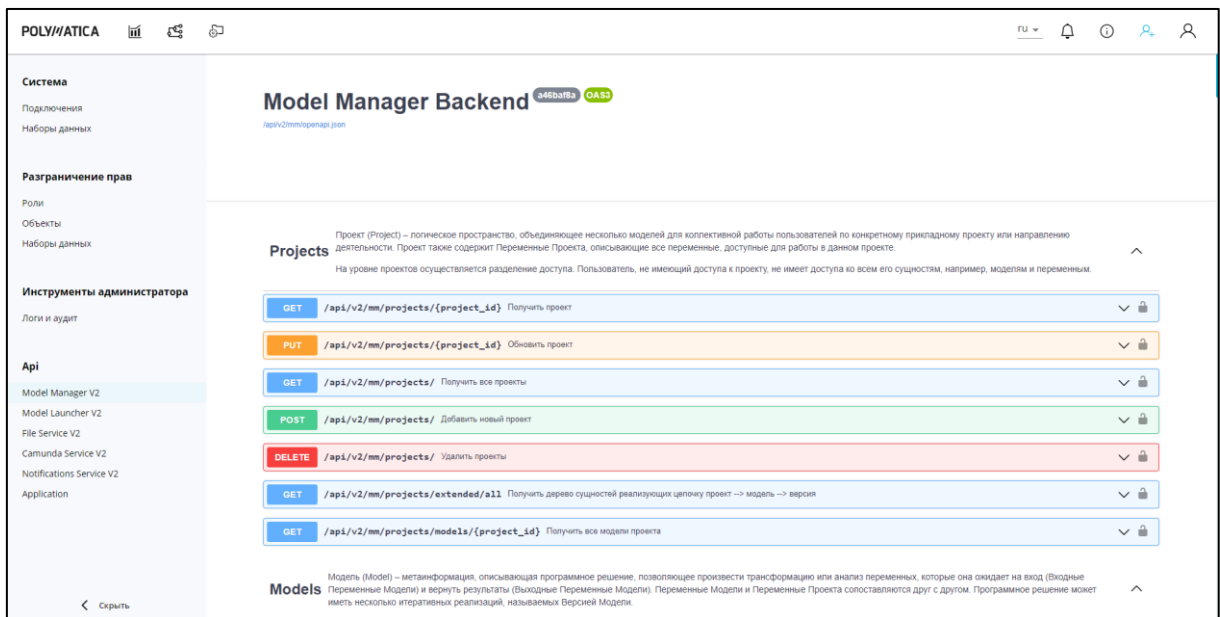 POLYMATICA
ru
Система
Подключения
Наборы данных
Разграничение прав
Роли
Объекты
Наборы данных
Инструменты администратора
Логи и аудит
Api
Model Manager V2
Model Launcher V2
File Service V2
Camunda Service V2
Notifications Service V2
Application
Скрыть
Model Manager Backend a46baf8a OAS3
/api/v2/mm/openapi.json
Projects
Проект (Project) – логическое пространство, объединяющее несколько моделей для коллективной работы пользователей по конкретному прикладному проекту или направлению
деятельности. Проект также содержит Переменные Проекта, описывающие все переменные, доступные для работы в данном проекте.
На уровне проектов осуществляется разделение доступа. Пользователь, не имеющий доступа к проекту, не имеет доступа ко всем его сущностям, например, моделям и переменным.
GET /api/v2/mm/projects/{project_id} Получить проект
PUT /api/v2/mm/projects/{project_id} Обновить проект
GET /api/v2/mm/projects/ Получить все проекты
POST /api/v2/mm/projects/ Добавить новый проект
DELETE /api/v2/mm/projects/ Удалить проекты
GET /api/v2/mm/projects/extended/all Получить дерево сущностей реализующих цепочку проект --> модель --> версия
GET /api/v2/mm/projects/models/{project_id} Получить все модели проекта
Models
Модель (Model) – метаинформация, описывающая программное решение, позволяющее произвести трансформацию или анализ переменных, которые она ожидает на вход (Входные
Переменные Модели) и вернуть результаты (Выходные Переменные Модели). Переменные Модели и Переменные Проекта сопоставляются друг с другом. Программное решение может
иметь несколько итеративных реализаций, называемых Версией Модели.